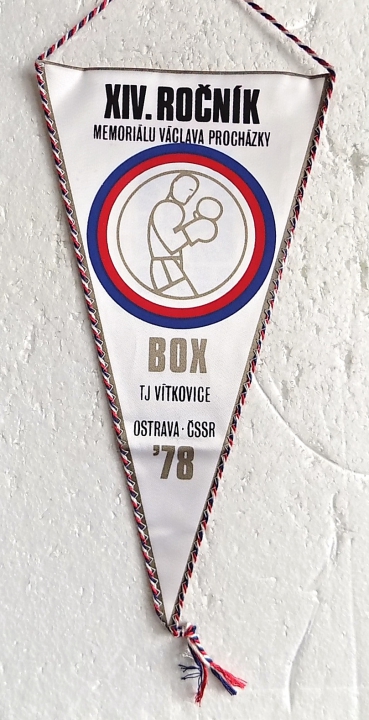 XIV. ROČNÍK
MEMORIÁLU VÁCLAVA PROCHÁZKY
BOX
TJ VÍTKOVICE
OSTRAVA · ČSSR
'78